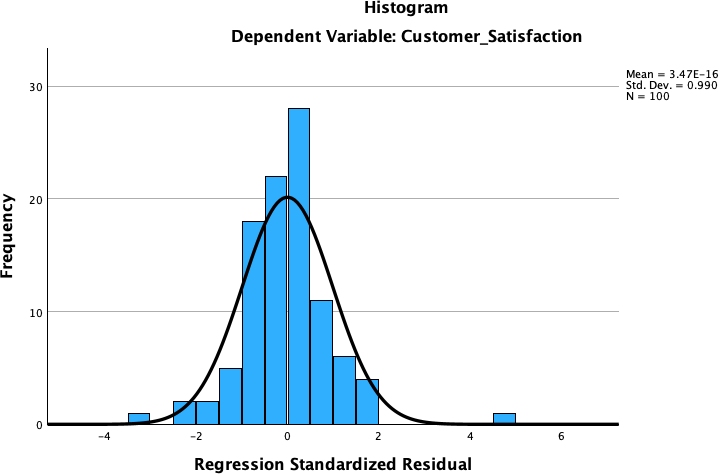 Histogram
Dependent Variable: Customer_Satisfaction
Mean = 3.47E-16
Std. Dev. = 0.990
N = 100
Frequency
30
20
10
0
-4
-2
0
2
4
6
Regression Standardized Residual